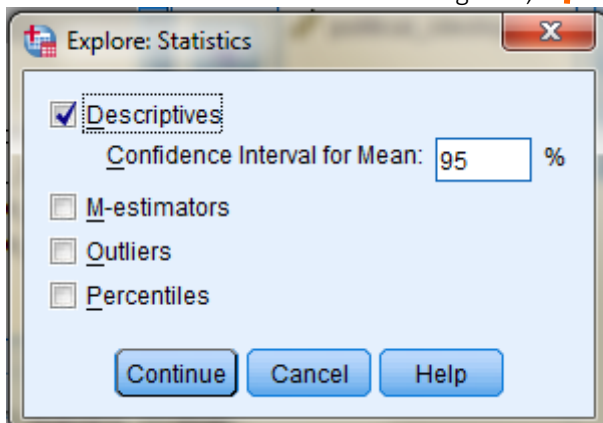 Explore: Statistics
Descriptives
Confidence Interval for Mean: 95 %
M-estimators
Outliers
Percentiles
Continue Cancel Help